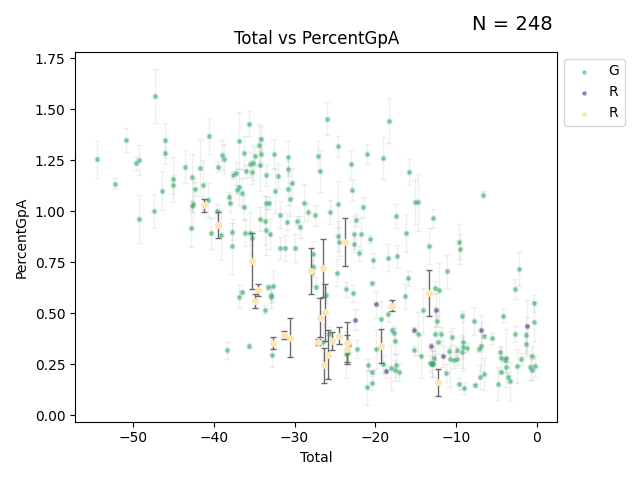 N = 248
Total vs PercentGpA
G
R
R
PercentGpA
1.75
1.50
1.25
1.00
0.75
0.50
0.25
0.00
−50
−40
−30
−20
−10
0
Total